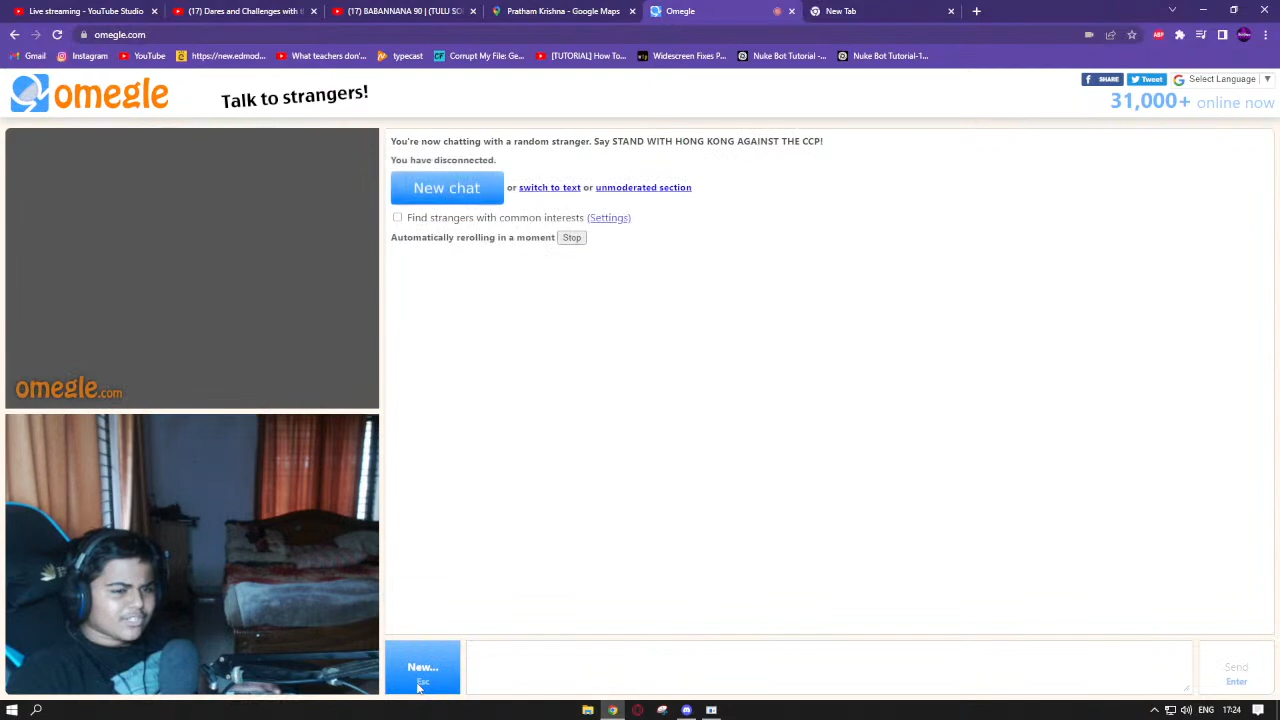 Live streaming - YouTube Studio
(17) Dares and Challenges with t
(17) BABANNANA 90 | (TULU SC
Pratham Krishna - Google Maps
Omegle
New Tab
omegle.com
Gmail
Instagram
YouTube
https://new.edmod...
What teachers don'...
typecast
Corrupt My File: Ge...
[TUTORIAL] How To...
Widescreen Fixes P...
Nuke Bot Tutorial -...
Nuke Bot Tutorial-1...
omegle
Talk to strangers!
SHARE
Tweet
Select Language
31,000+ online now
You're now chatting with a random stranger. Say STAND WITH HONG KONG AGAINST THE CCP!
You have disconnected.
New chat or switch to text or unmoderated section
Find strangers with common interests (Settings)
Automatically rerolling in a moment Stop
omegle.com
New...
Esc
Send
Enter
ENG
17:24